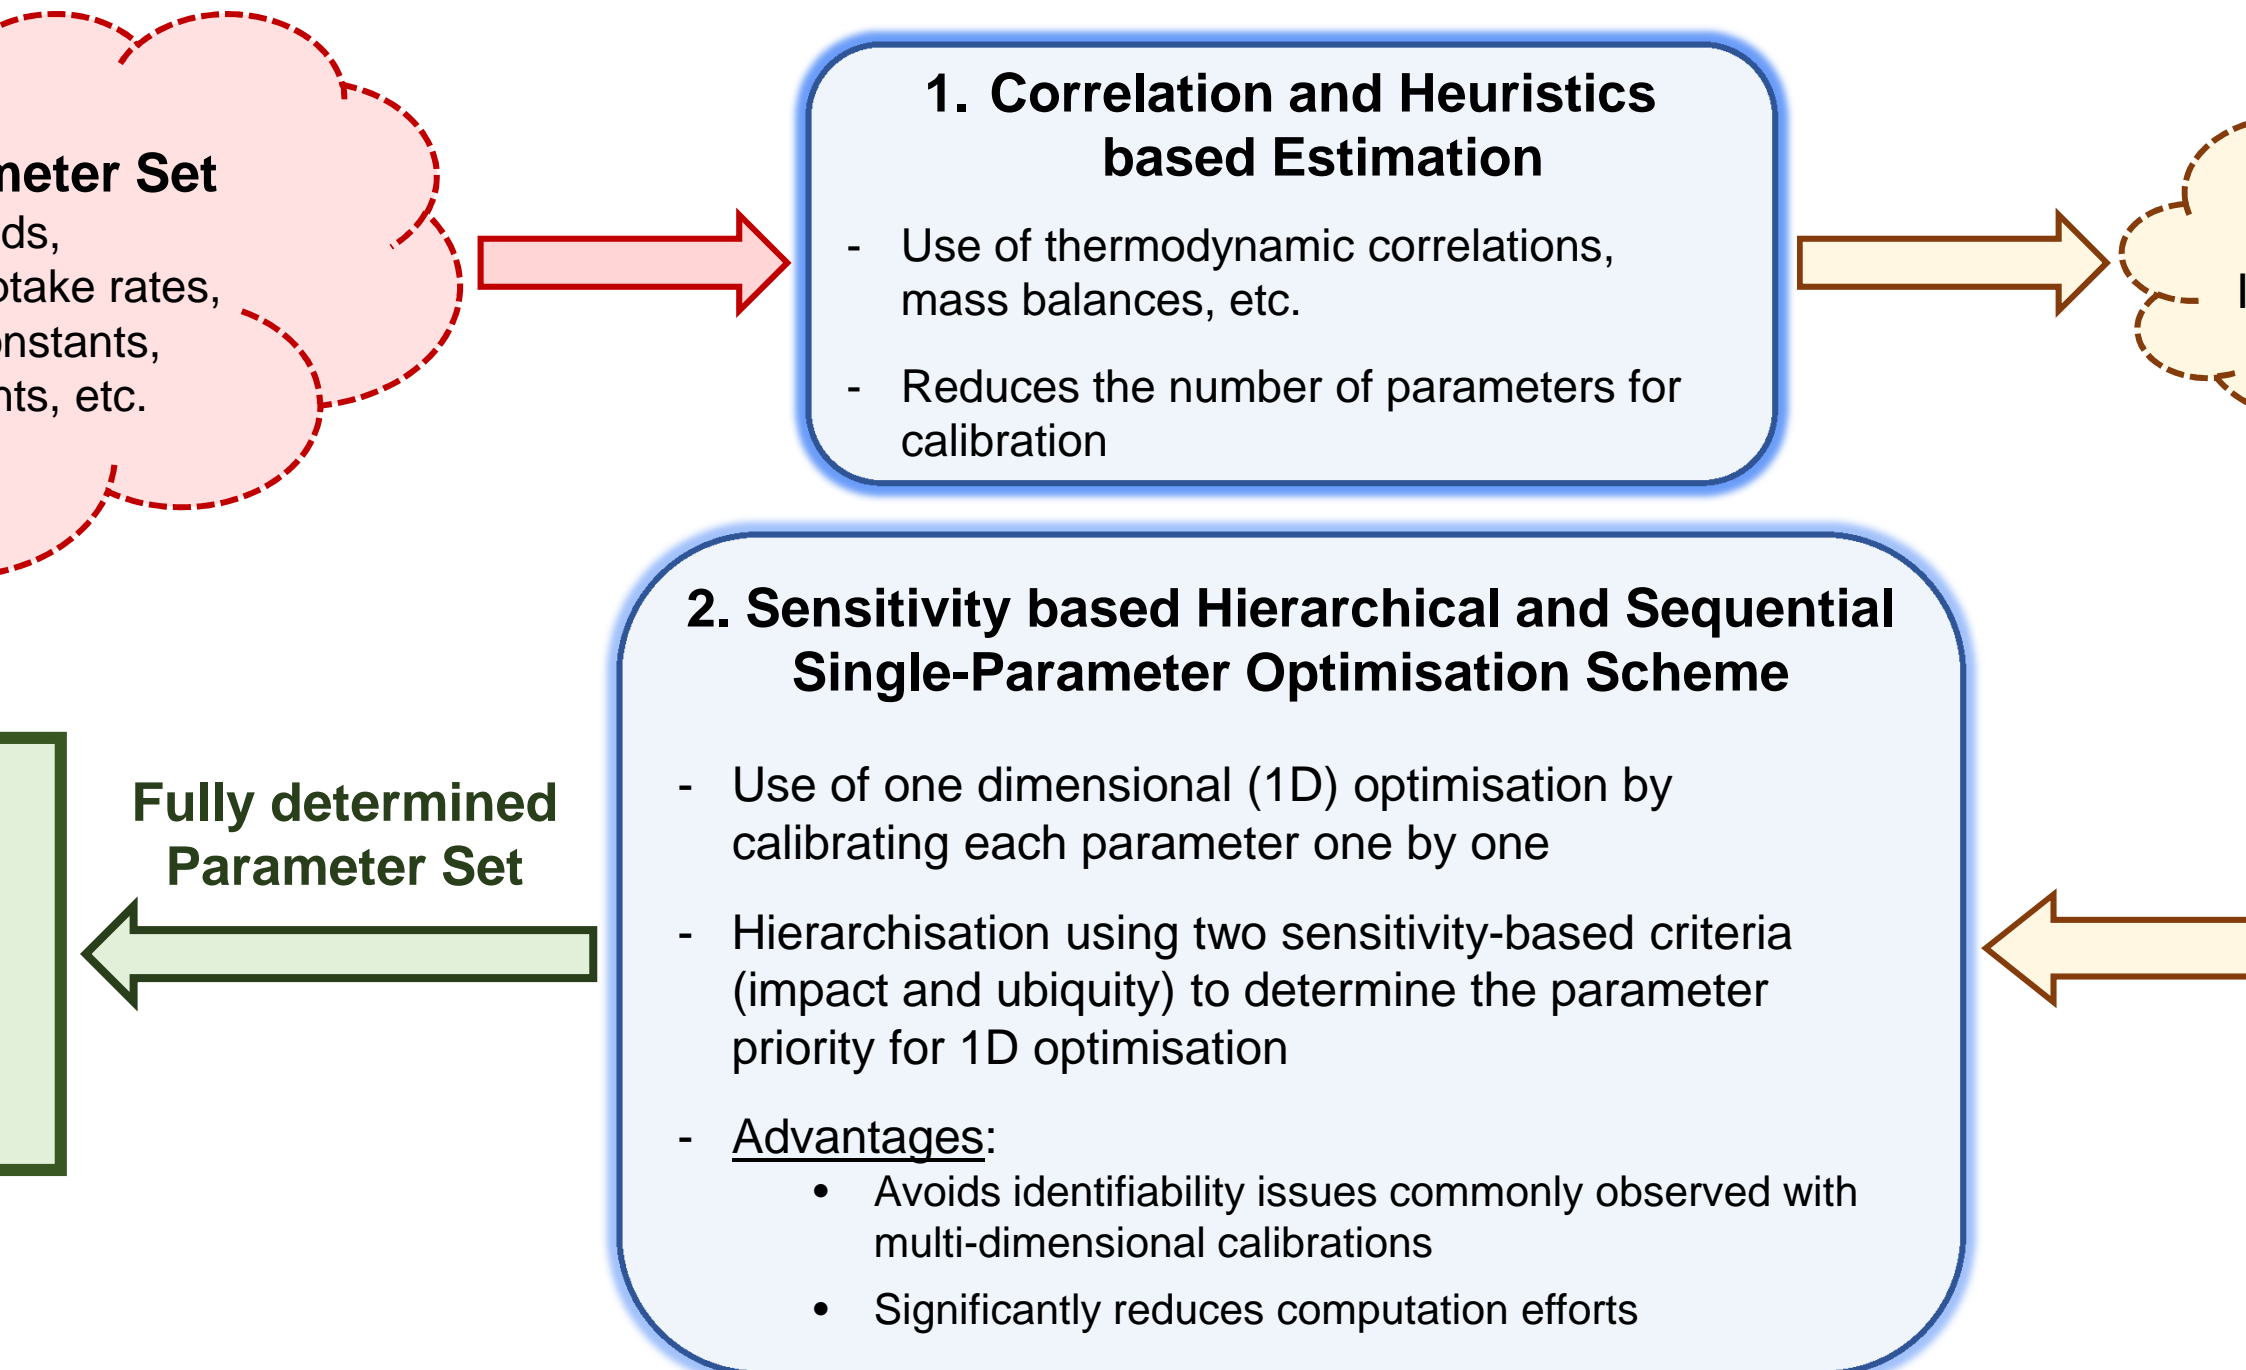 meter Set
ds,
take rates,
nstants,
nts, etc.
1. Correlation and Heuristics
based Estimation
- Use of thermodynamic correlations,
mass balances, etc.
- Reduces the number of parameters for
calibration
2. Sensitivity based Hierarchical and Sequential
Single-Parameter Optimisation Scheme
- Use of one dimensional (1D) optimisation by
calibrating each parameter one by one
- Hierarchisation using two sensitivity-based criteria
(impact and ubiquity) to determine the parameter
priority for 1D optimisation
- Advantages:
• Avoids identifiability issues commonly observed with
multi-dimensional calibrations
• Significantly reduces computation efforts
Fully determined
Parameter Set